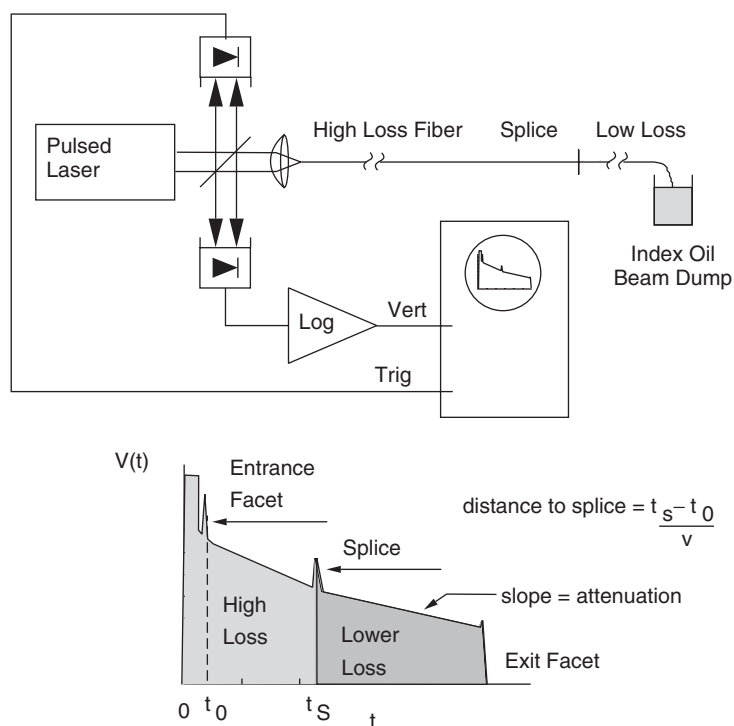 High Loss Fiber
Splice
Low Loss
Pulsed
Laser
Index Oil
Beam Dump
Log
Vert
Trig
V(t)
Entrance
Facet
distance to splice = t s – t 0
v
Splice
slope = attenuation
High
Loss
Lower
Loss
Exit Facet
0
t 0
t S
t